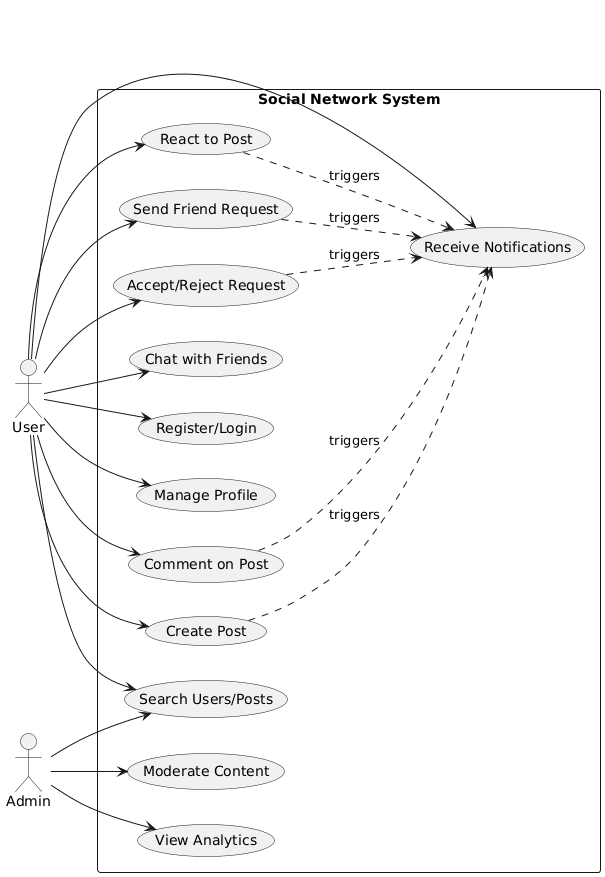 Social Network System
React to Post
triggers
Send Friend Request
triggers
Receive Notifications
triggers
Accept/Reject Request
Chat with Friends
User
Register/Login
triggers
Manage Profile
triggers
Comment on Post
Create Post
Search Users/Posts
Admin
Moderate Content
View Analytics